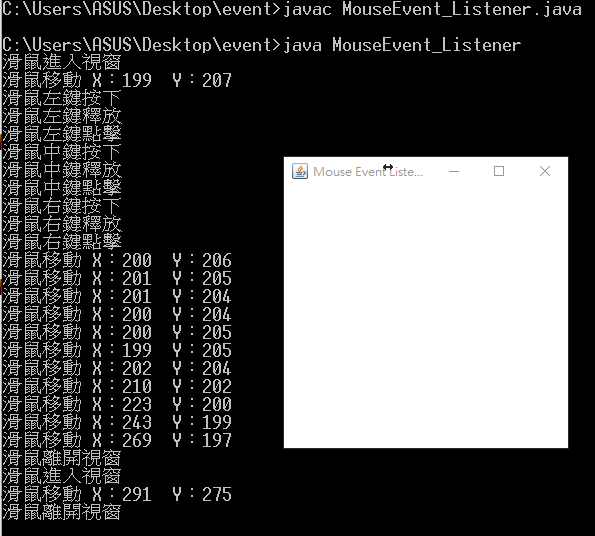 C:\Users\ASUS\Desktop\event>javac MouseEvent_Listener.java
C:\Users\ASUS\Desktop\event>java MouseEvent_Listener
滑鼠進入視窗
滑鼠移動 X：199  Y：207
滑鼠左鍵按下
滑鼠左鍵釋放
滑鼠左鍵點擊
滑鼠中鍵按下
滑鼠中鍵釋放
滑鼠中鍵點擊
滑鼠右鍵按下
滑鼠右鍵釋放
滑鼠右鍵點擊
滑鼠移動 X：200  Y：206
滑鼠移動 X：201  Y：205
滑鼠移動 X：201  Y：204
滑鼠移動 X：200  Y：204
滑鼠移動 X：200  Y：205
滑鼠移動 X：199  Y：205
滑鼠移動 X：202  Y：204
滑鼠移動 X：210  Y：202
滑鼠移動 X：223  Y：200
滑鼠移動 X：243  Y：199
滑鼠移動 X：269  Y：197
滑鼠離開視窗
滑鼠進入視窗
滑鼠移動 X：291  Y：275
滑鼠離開視窗
Mouse Event Liste...